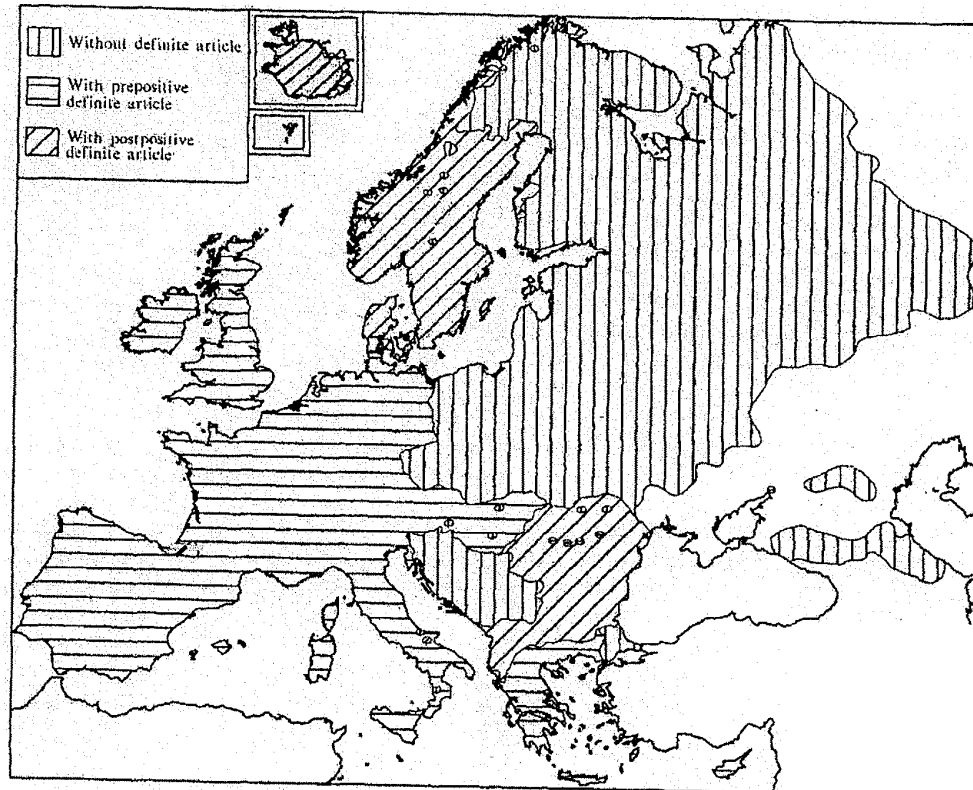 Without definite article
With prepositive
definite article
With postpositive
definite article